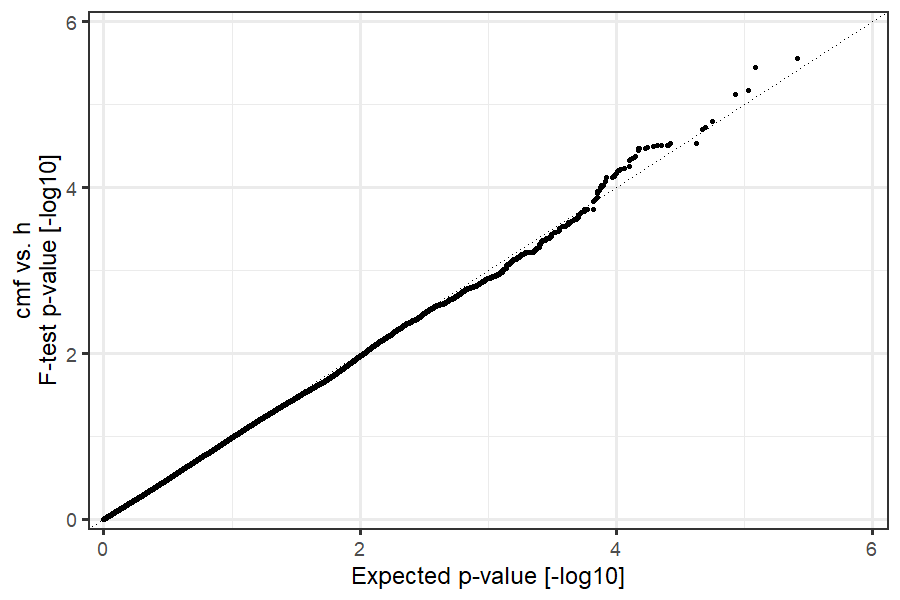 cmf vs. h
F-test p-value [-log10]
6
4
2
0
0 2 4 6
Expected p-value [-log10]